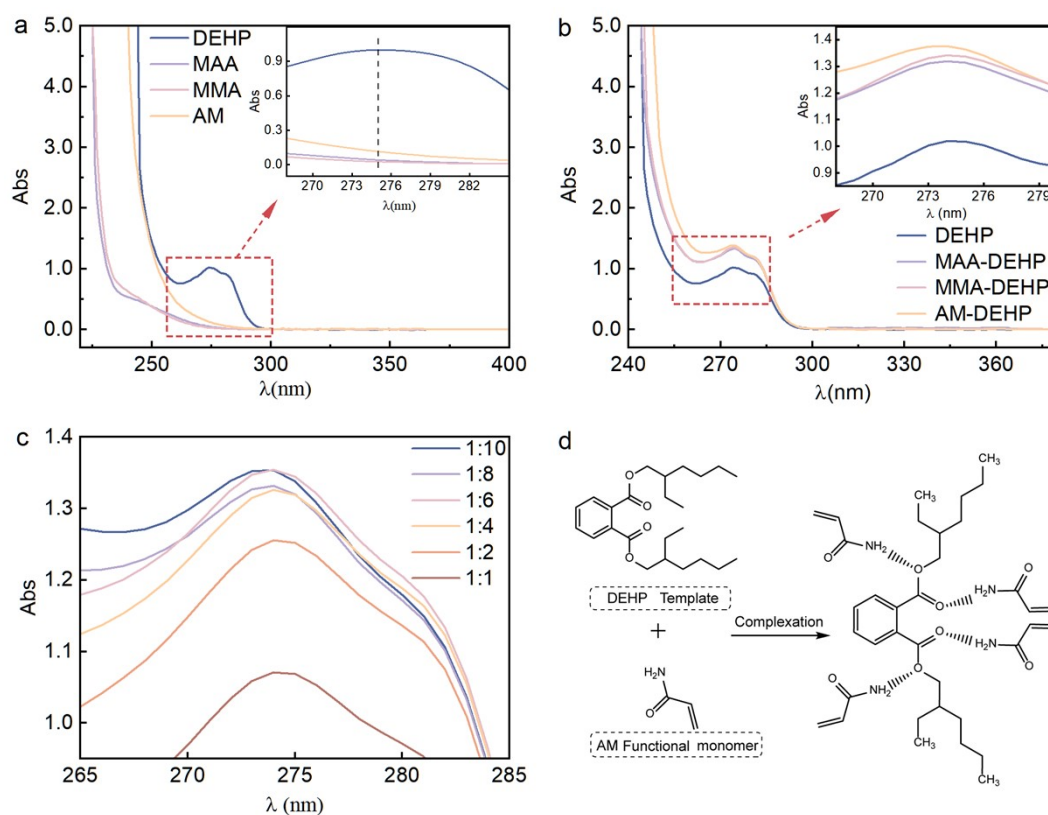 a
5.0
4.0
3.0
2.0
1.0
0.0
Abs
250
300
350
400
λ(nm)
DEHP
MAA
MMA
AM
0.9
0.6
0.3
0.0
Abs
270
273
276
279
282
λ(nm)
b
5.0
4.0
3.0
2.0
1.0
0.0
Abs
240
270
300
330
360
λ(nm)
1.4
1.3
1.2
1.1
1.0
0.9
Abs
270
273
276
279
λ (nm)
DEHP
MAA-DEHP
MMA-DEHP
AM-DEHP
c
1.4
1.3
1.2
1.1
1.0
Abs
265
270
275
280
285
λ (nm)
1:10
1:8
1:6
1:4
1:2
1:1
d
O
O
O
O
DEHP Template
+
H₂N
O
AM Functional monomer
Complexation
CH₃
CH₃
O
NH₂
O
O
H₂N
O
O
H₂N
O
O
O
NH₂
CH₃
CH₃